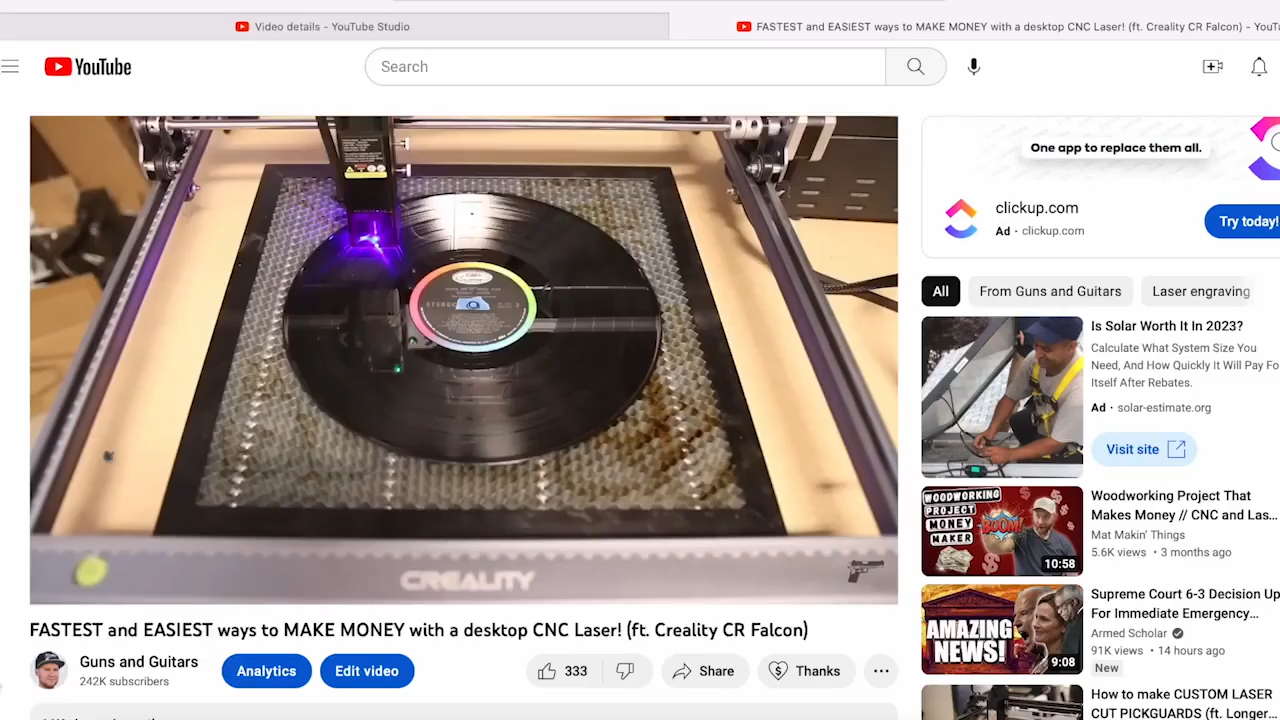 Video details - YouTube Studio
FASTEST and EASIEST ways to MAKE MONEY with a desktop CNC Laser! (ft. Creality CR Falcon) - YouTu
YouTube
Search
STEREO
CREALITY
One app to replace them all.
clickup.com
Ad · clickup.com
Try today!
All
From Guns and Guitars
Is Solar Worth It In 2023?
Calculate What System Size You
Need, And How Quickly It Will Pay Fo
Itself After Rebates.
Ad · solar-estimate.org
Visit site
WOODWORKING
PROJECT
MONEY
MAKER
BOOM!
10:58
Woodworking Project That
Makes Money // CNC and Las...
Mat Makin' Things
5.6K views • 3 months ago
AMAZING
NEWS!
9:08
Supreme Court 6-3 Decision Up
For Immediate Emergency...
Armed Scholar
91K views • 14 hours ago
New
How to make CUSTOM LASER
CUT PICKGUARDS (ft. Longer
FASTEST and EASIEST ways to MAKE MONEY with a desktop CNC Laser! (ft. Creality CR Falcon)
Guns and Guitars
242K subscribers
Analytics
Edit video
333
Share
Thanks